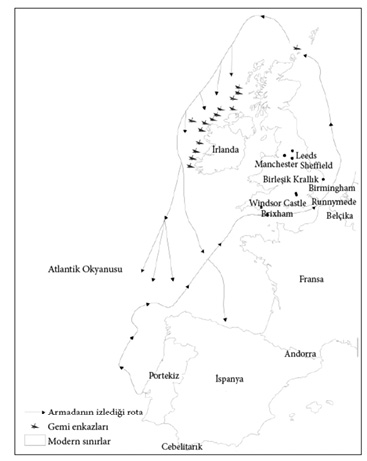 İrlanda
Leeds
Manchester Sheffield
Birleşik Krallık
Birmingham
Windsor Castle Runnymede
Brixham
Belçika
Atlantik Okyanusu
Fransa
Andorra
Portekiz
İspanya
Armadanın izlediği rota
Gemi enkazları
Modern sınırlar
Cebelitarık